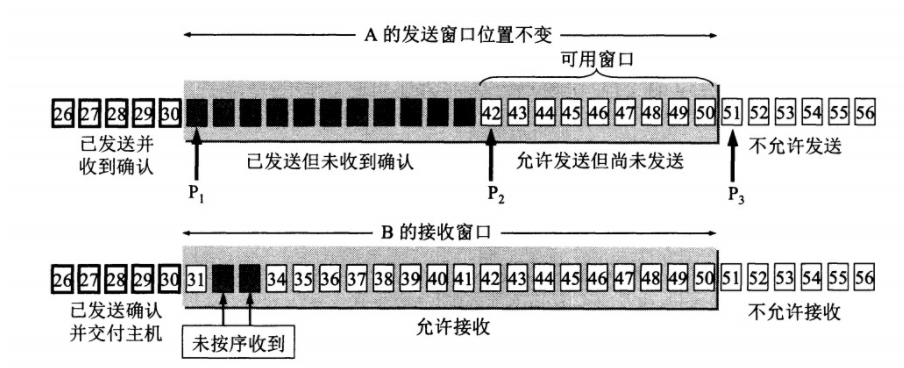 A 的发送窗口位置不变
可用窗口
26 27 28 29 30 42 43 44 45 46 47 48 49 50 51 52 53 54 55 56
已发送并
收到确认
已发送但未收到确认
允许发送但尚未发送
不允许发送
P₁
P₂
P₃
B 的接收窗口
26 27 28 29 30 31 34 35 36 37 38 39 40 41 42 43 44 45 46 47 48 49 50 51 52 53 54 55 56
已发送确认
并交付主机
未按序收到
允许接收
不允许接收